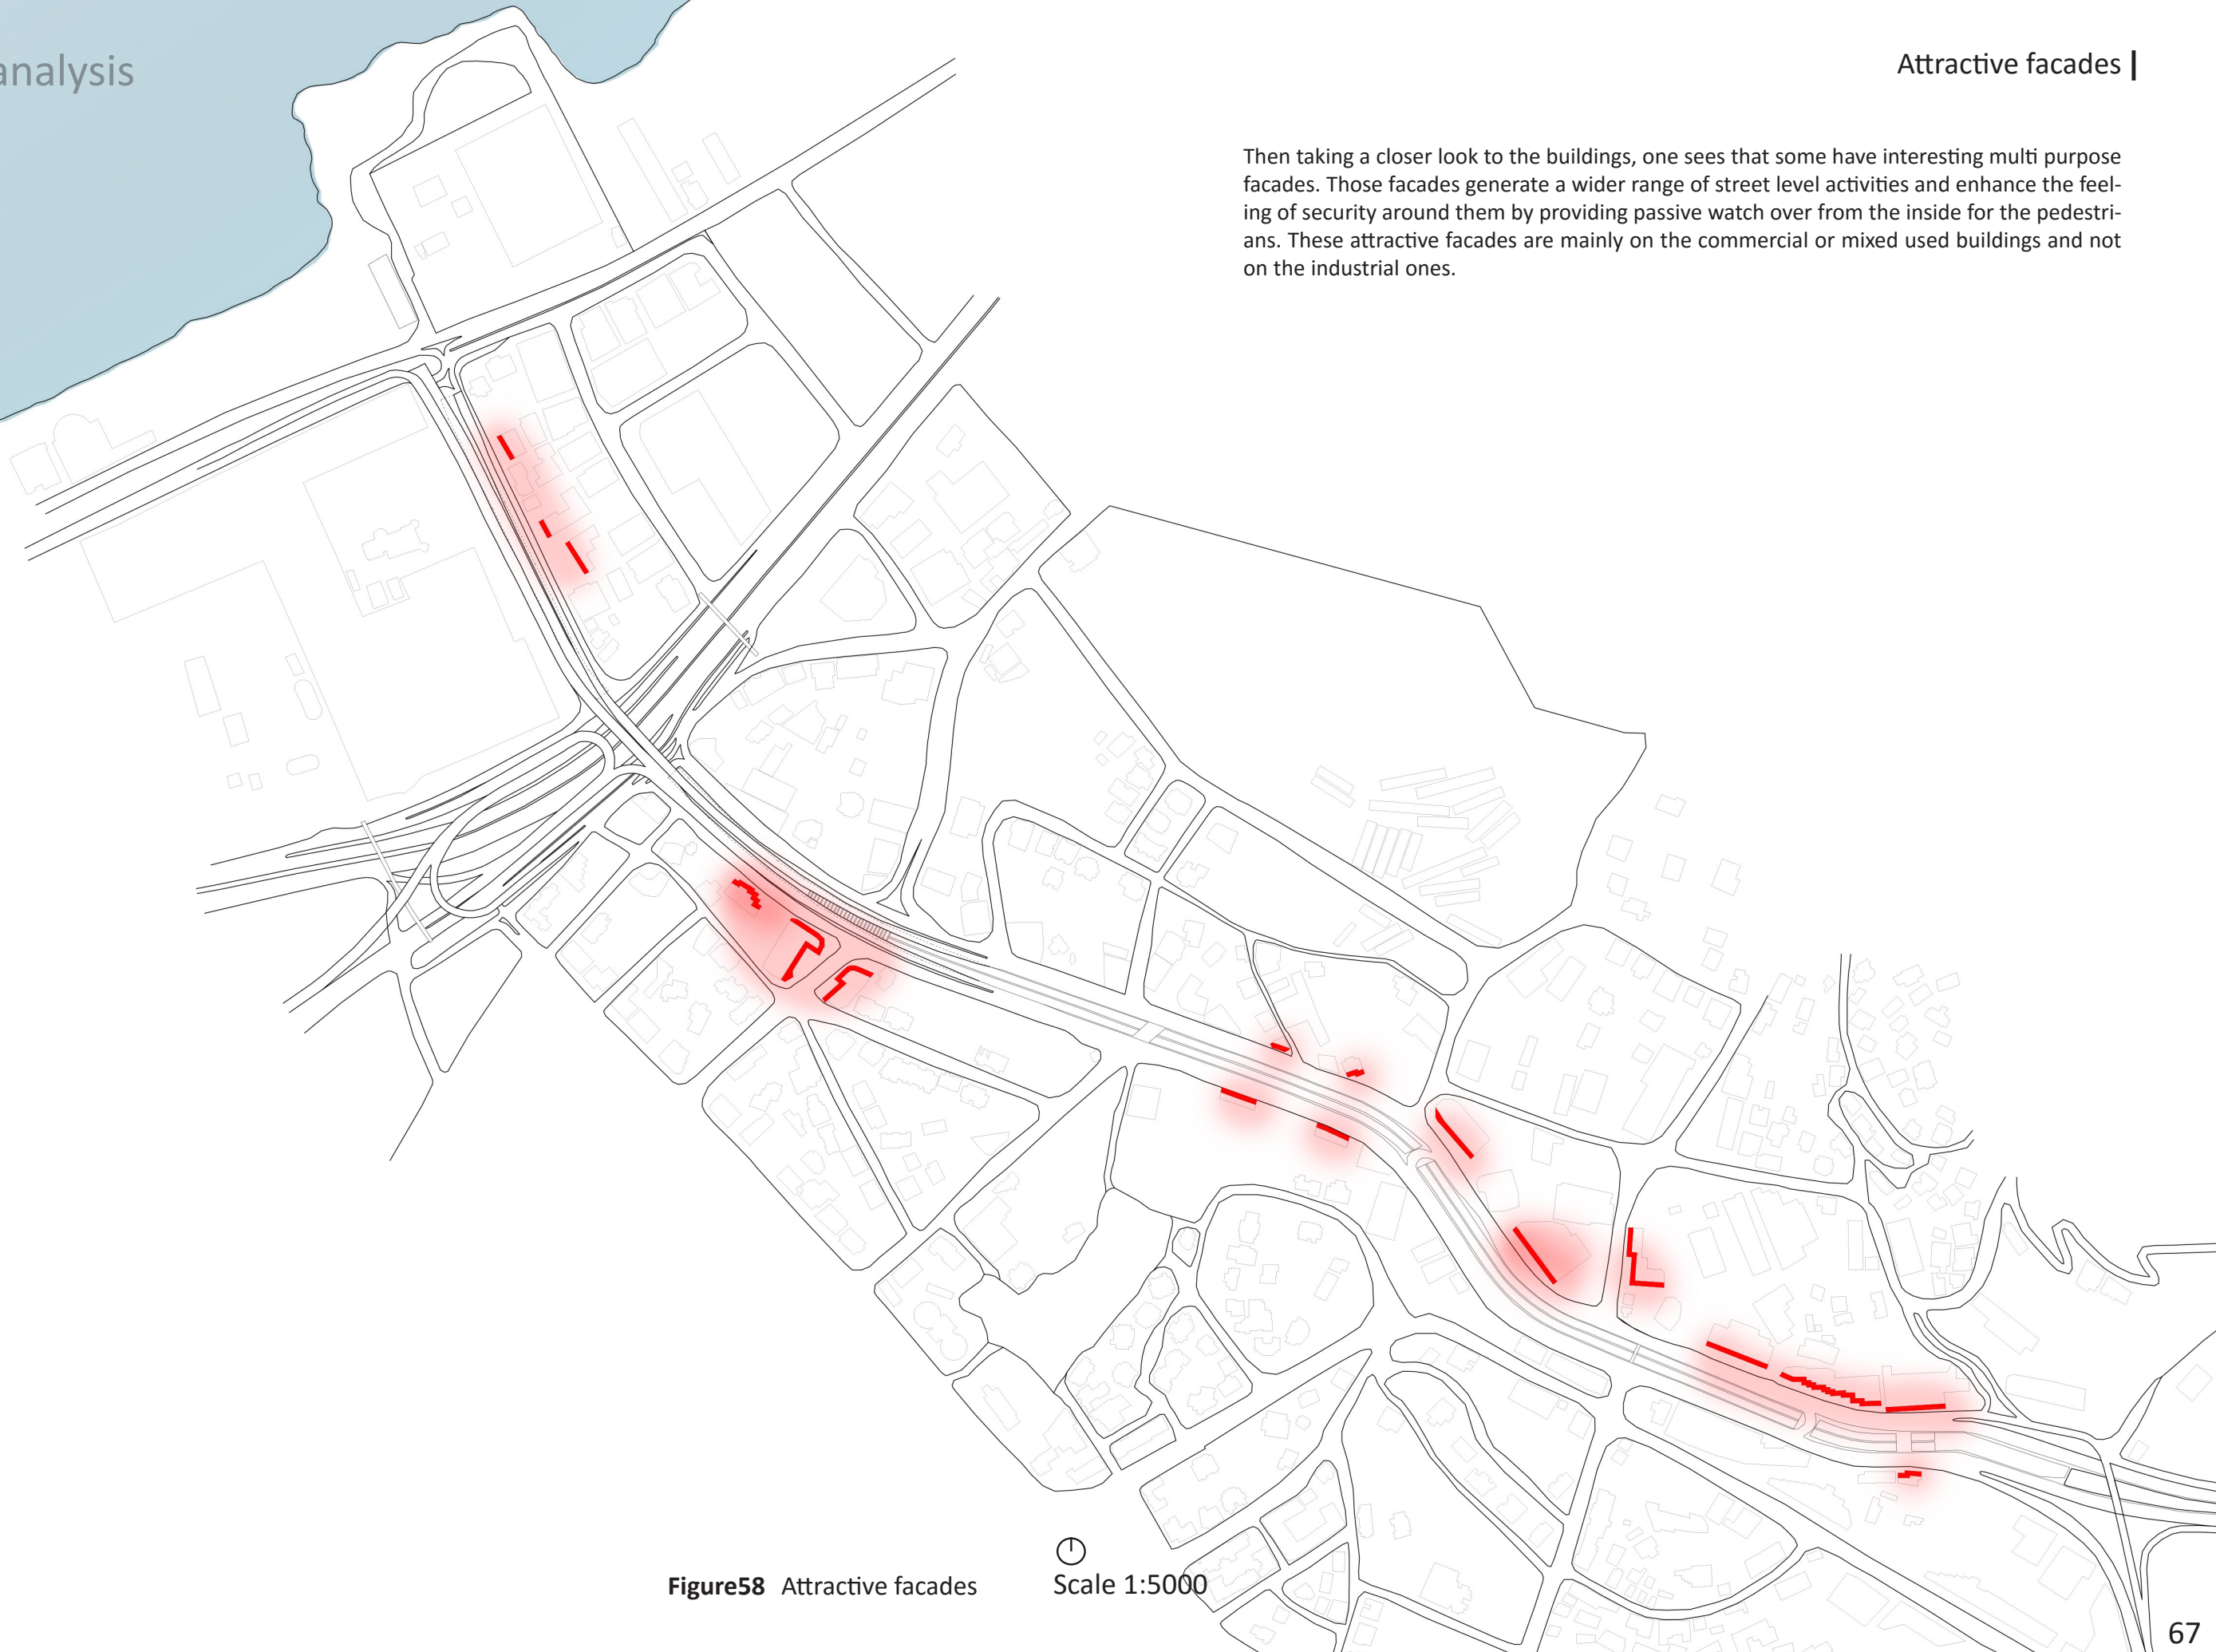 analysis
Attractive facades |
Then taking a closer look to the buildings, one sees that some have interesting multi purpose
facades. Those facades generate a wider range of street level activities and enhance the feel-
ing of security around them by providing passive watch over from the inside for the pedestri-
ans. These attractive facades are mainly on the commercial or mixed used buildings and not
on the industrial ones.
Figure58 Attractive facades
Scale 1:5000
67